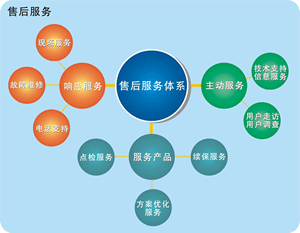 售后服务
现场服务
故障维修
电话支持
响应服务
售后服务体系
主动服务
技术支持
信息服务
用户走访
用户调查
点检服务
服务产品
续保服务
方案优化
服务